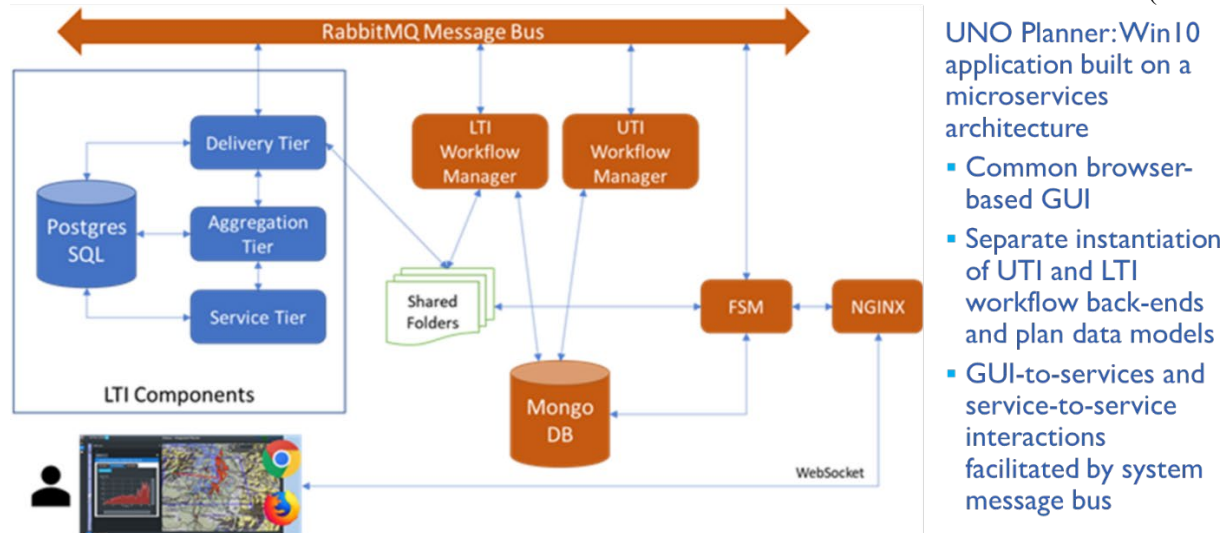 RabbitMQ Message Bus
Delivery Tier
Aggregation
Tier
Service Tier
Postgres
SQL
LTI Components
LTI
Workflow
Manager
UTI
Workflow
Manager
Shared
Folders
FSM
NGINX
Mongo
DB
WebSocket
UNO Planner: Win10
application built on a
microservices
architecture
▪ Common browser-
based GUI
▪ Separate instantiation
of UTI and LTI
workflow back-ends
and plan data models
▪ GUI-to-services and
service-to-service
interactions
facilitated by system
message bus